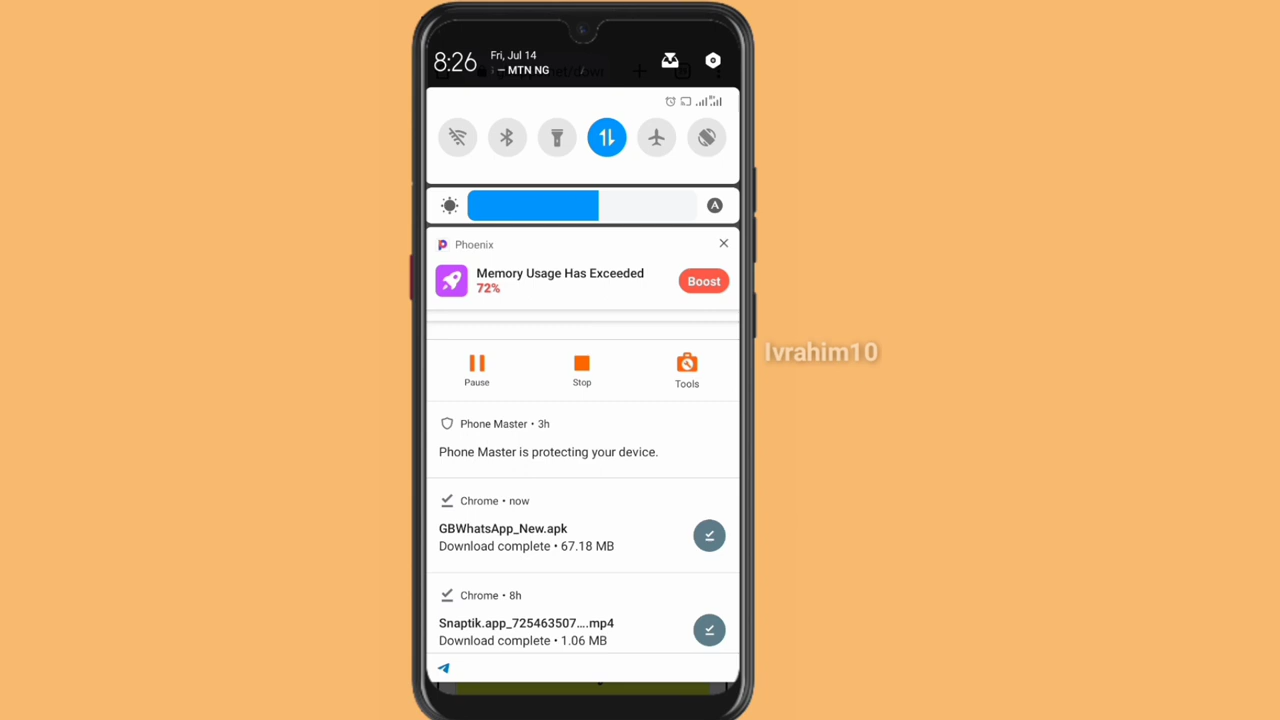 8:26
Fri, Jul 14
— MTN NG
Phoenix
Memory Usage Has Exceeded
72%
Boost
Pause
Stop
Tools
Phone Master • 3h
Phone Master is protecting your device.
Chrome • now
GBWhatsApp_New.apk
Download complete • 67.18 MB
Chrome • 8h
Snaptik.app_725463507....mp4
Download complete • 1.06 MB
Ivrahim10